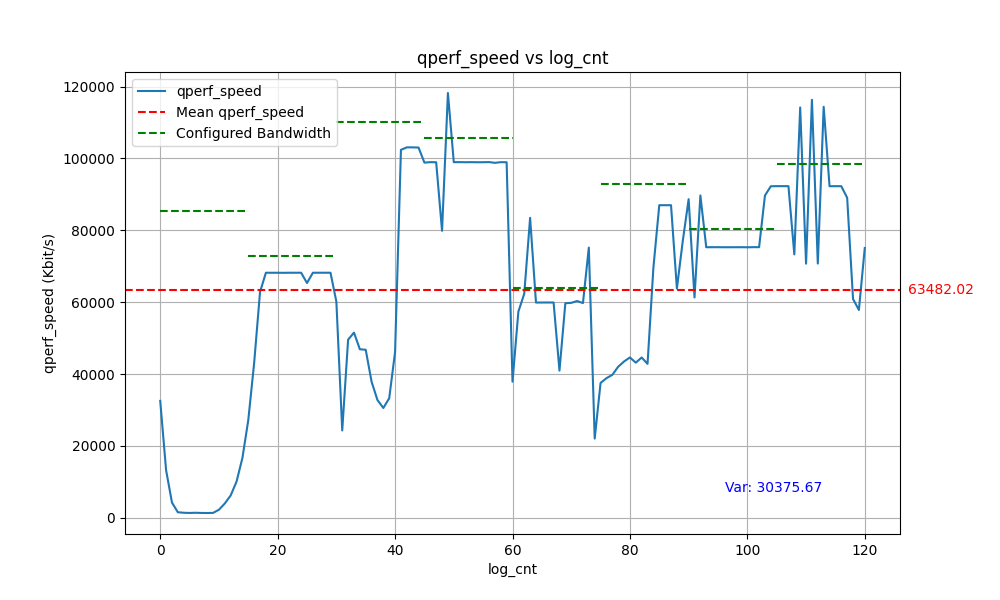 qperf_speed vs log_cnt
qperf_speed
Mean qperf_speed
Configured Bandwidth
qperf_speed (Kbit/s)
120000
100000
80000
60000
40000
20000
0
63482.02
Var: 30375.67
0 20 40 60 80 100 120
log_cnt